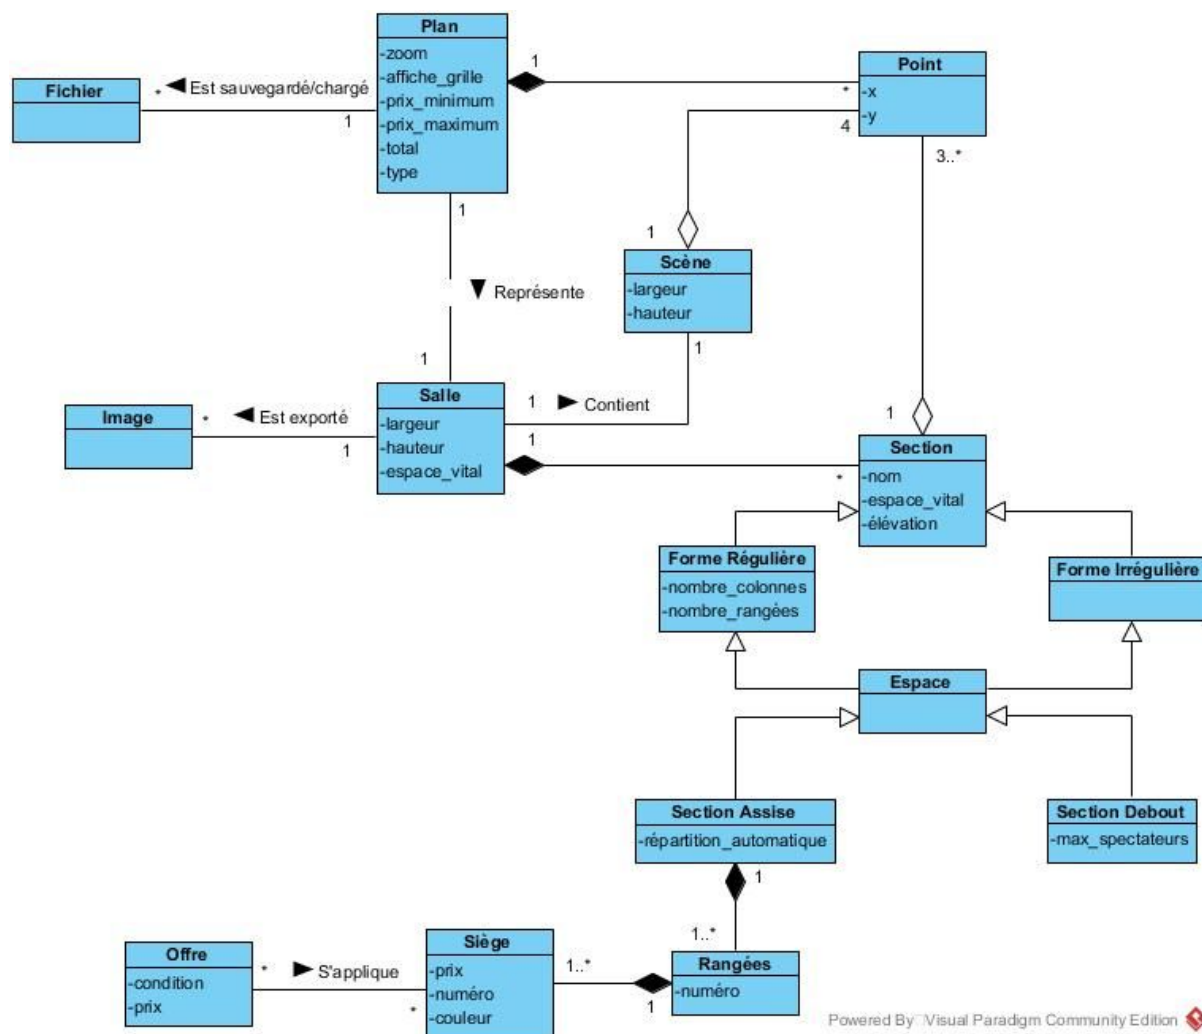 Plan
-zoom
-affiche_grille
-prix_minimum
-prix_maximum
-total
-type
Fichier
* ◀ Est sauvegardé/chargé
1
1
*
Point
-x
-y
4
3..*
1
▼ Représente
1
1
Scène
-largeur
-hauteur
1
Image
* ◀ Est exporté
1
Salle
-largeur
-hauteur
-espace_vital
1 ▶ Contient
1
*
1
Section
-nom
-espace_vital
-élévation
Forme Régulière
-nombre_colonnes
-nombre_rangées
Forme Irrégulière
Espace
Section Assise
-répartition_automatique
Section Debout
-max_spectateurs
1
1..*
Offre
-condition
-prix
* ▶ S'applique
*
Siège
-prix
-numéro
-couleur
1..*
1
Rangées
-numéro
Powered By Visual Paradigm Community Edition